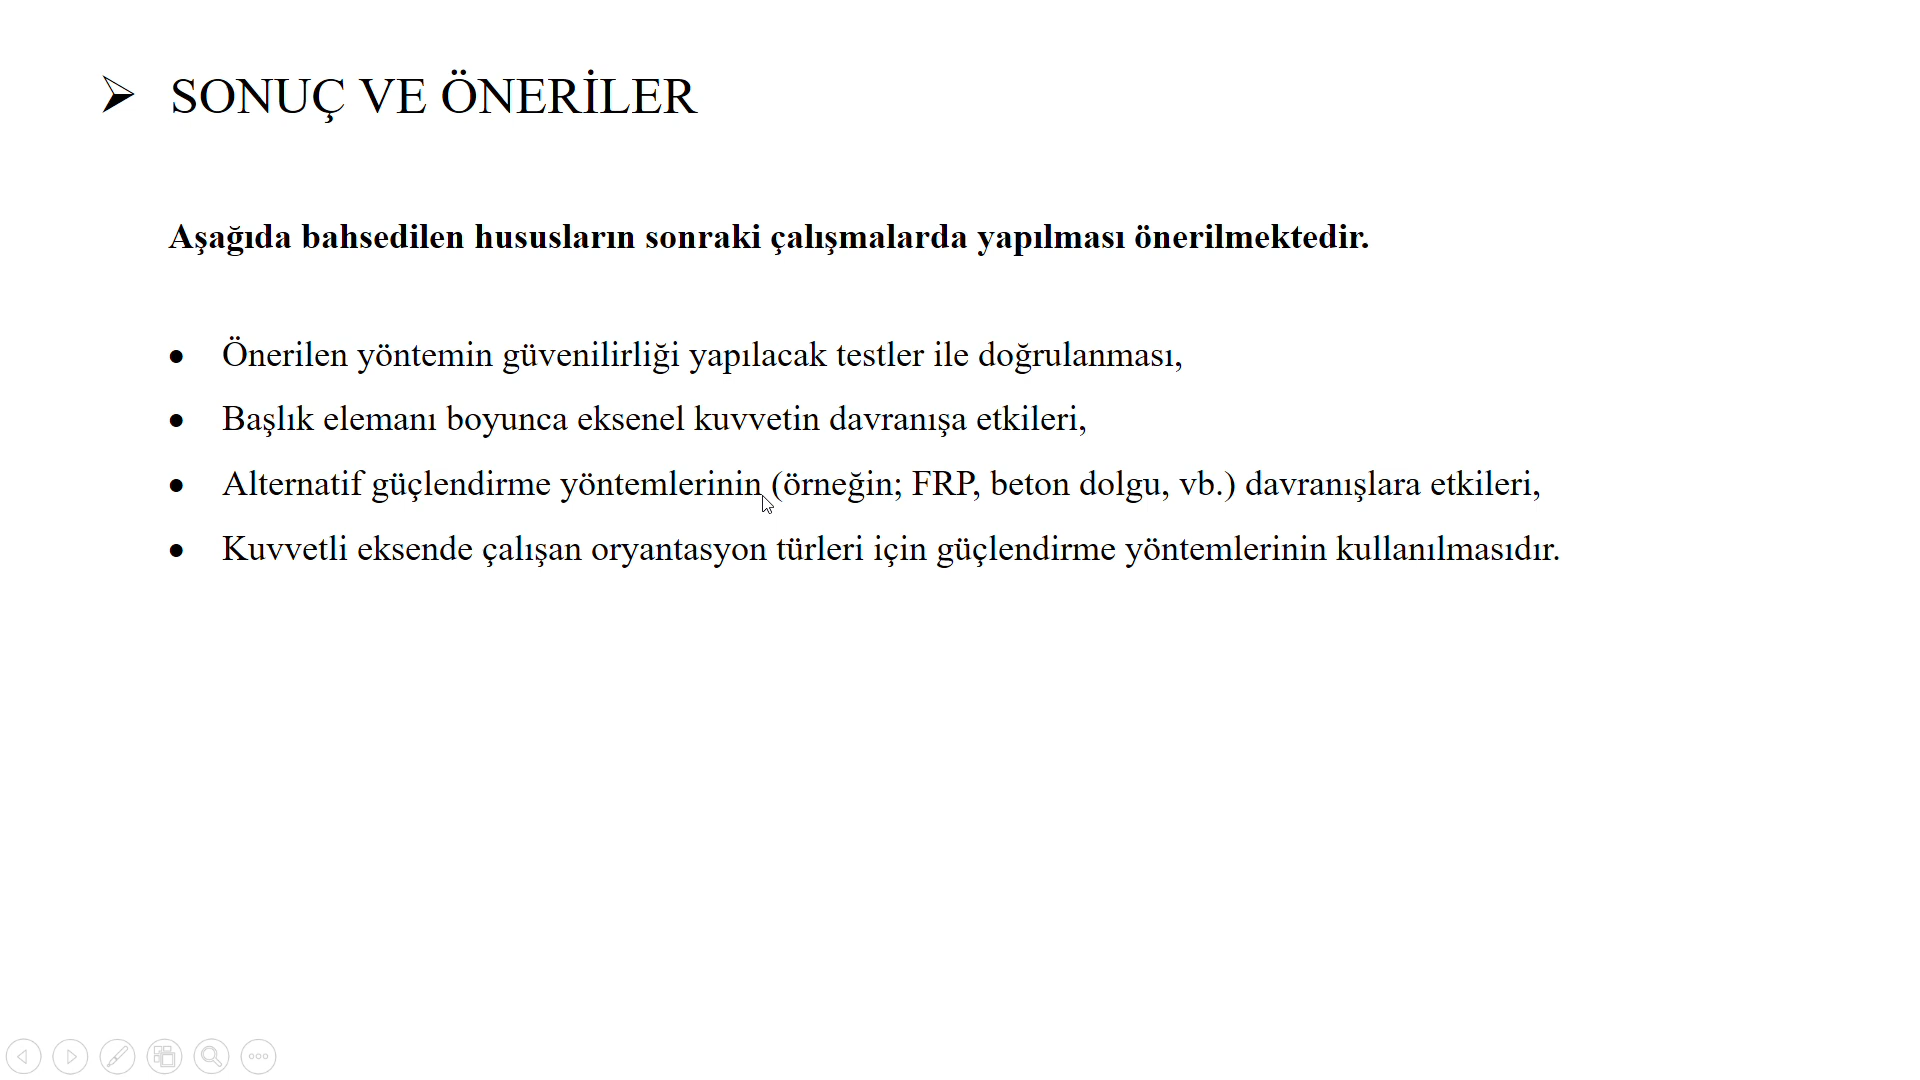 ➢ SONUÇ VE ÖNERİLER
Aşağıda bahsedilen hususların sonraki çalışmalarda yapılması önerilmektedir.
• Önerilen yöntemin güvenilirliği yapılacak testler ile doğrulanması,
• Başlık elemanı boyunca eksenel kuvvetin davranışa etkileri,
• Alternatif güçlendirme yöntemlerinin (örneğin; FRP, beton dolgu, vb.) davranışlara etkileri,
• Kuvvetli eksende çalışan oryantasyon türleri için güçlendirme yöntemlerinin kullanılmasıdır.